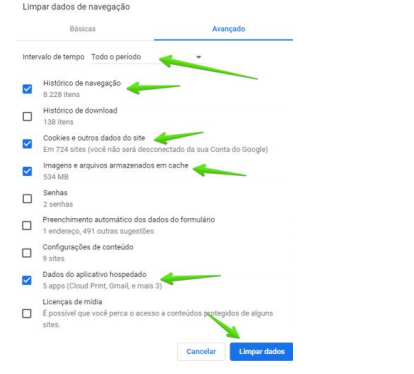 Limpar dados de navegação
Básicas
Avançado
Intervalo de tempo Todo o período
Histórico de navegação
8.228 itens
Histórico de download
138 itens
Cookies e outros dados do site
Em 724 sites (você não será desconectado da sua Conta do Google)
Imagens e arquivos armazenados em cache
534 MB
Senhas
2 senhas
Preenchimento automático dos dados do formulário
1 endereço, 491 outras sugestões
Configurações de conteúdo
9 sites
Dados do aplicativo hospedado
5 apps (Cloud Print, Gmail, e mais 3)
Licenças de mídia
É possível que você perca o acesso a conteúdos protegidos de alguns
sites.
Cancelar
Limpar dados